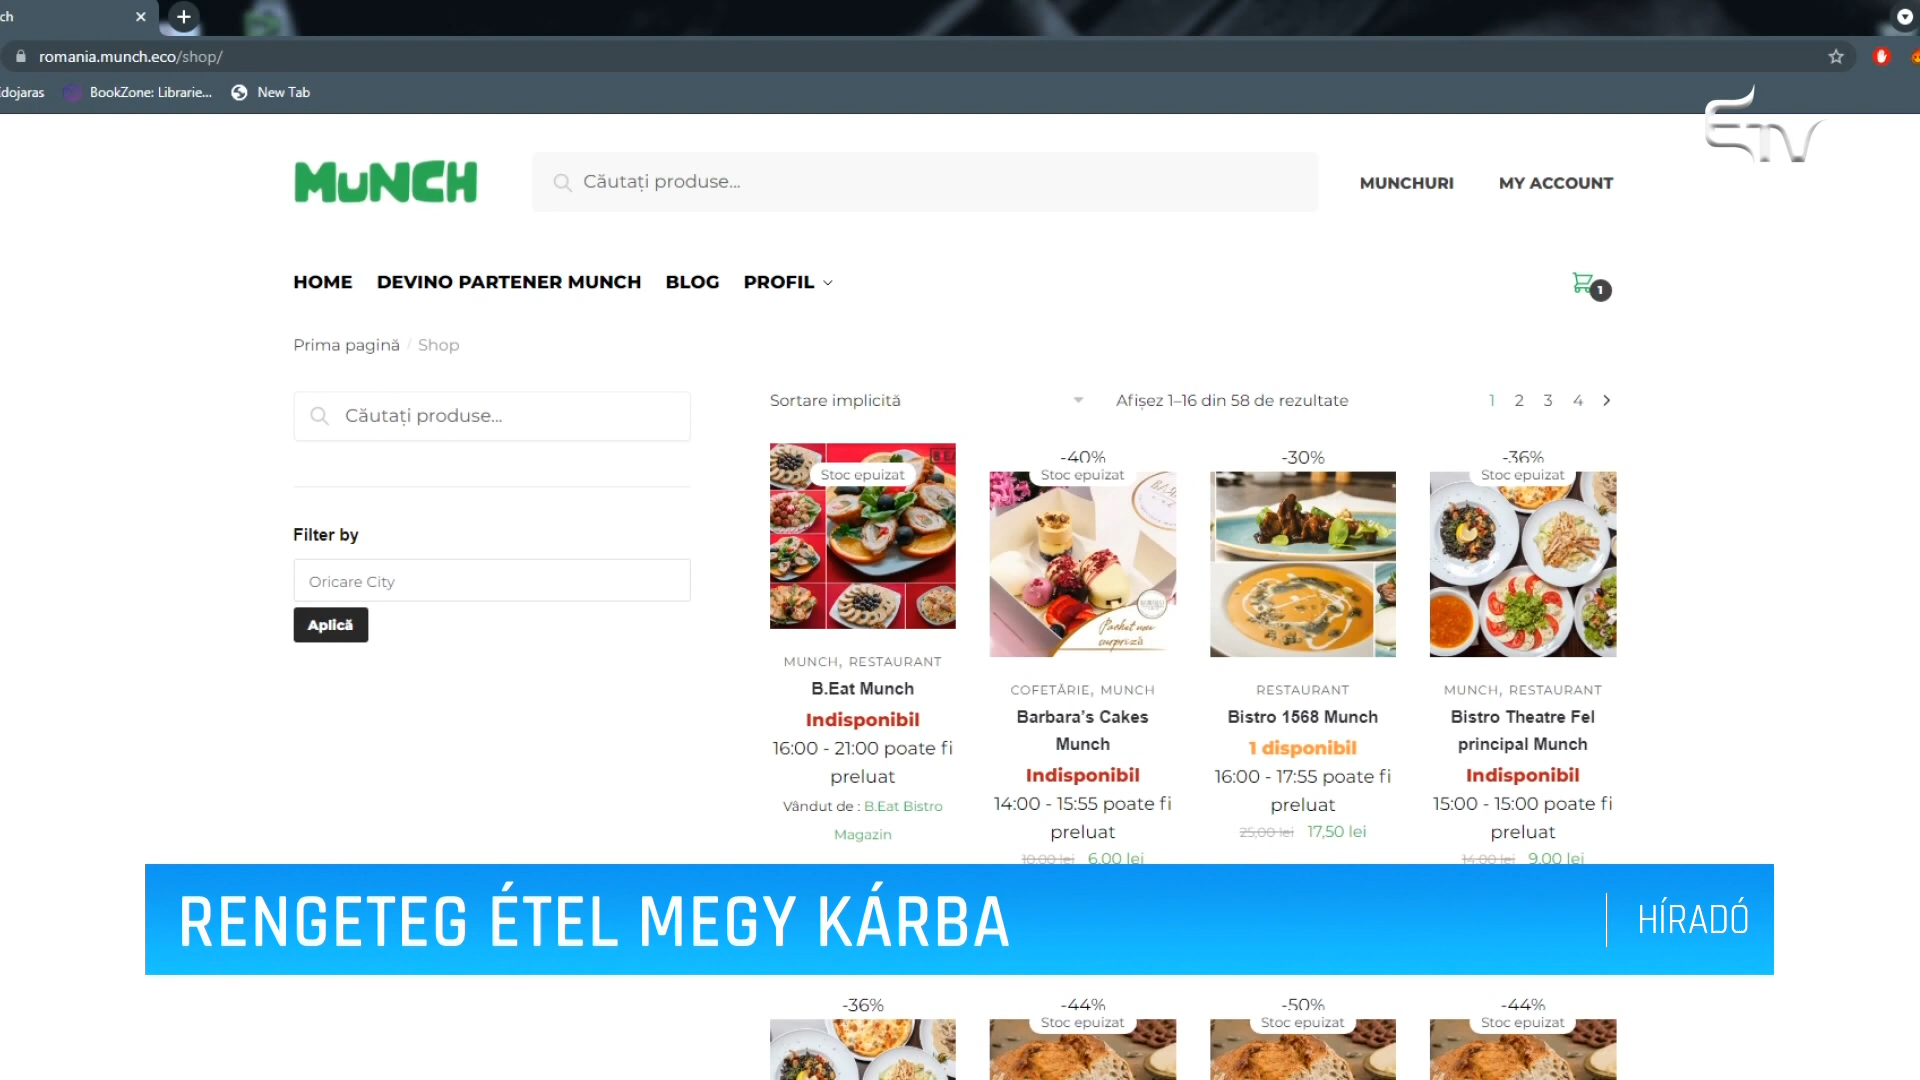 ch
romania.munch.eco/shop/
dojaras BookZone: Librarie... New Tab
ETV
MUNCH
Căutați produse...
MUNCHURI MY ACCOUNT
HOME DEVINO PARTENER MUNCH BLOG PROFIL
1
Prima pagină / Shop
Căutați produse...
Filter by
Oricare City
Aplică
Sortare implicită
Afișez 1–16 din 58 de rezultate
1 2 3 4
Stoc epuizat
MUNCH, RESTAURANT
B.Eat Munch
Indisponibil
16:00 - 21:00 poate fi
preluat
Vândut de : B.Eat Bistro
Magazin
-40%
Stoc epuizat
Pachet
surpriză
COFETĂRIE, MUNCH
Barbara's Cakes
Munch
Indisponibil
14:00 - 15:55 poate fi
preluat
10,00 lei 6,00 lei
-30%
RESTAURANT
Bistro 1568 Munch
1 disponibil
16:00 - 17:55 poate fi
preluat
25,00 lei 17,50 lei
-36%
Stoc epuizat
MUNCH, RESTAURANT
Bistro Theatre Fel
principal Munch
Indisponibil
15:00 - 15:00 poate fi
preluat
14,00 lei 9,00 lei
RENGETEG ÉTEL MEGY KÁRBA
HÍRADÓ
-36%
-44%
Stoc epuizat
-50%
Stoc epuizat
-44%
Stoc epuizat